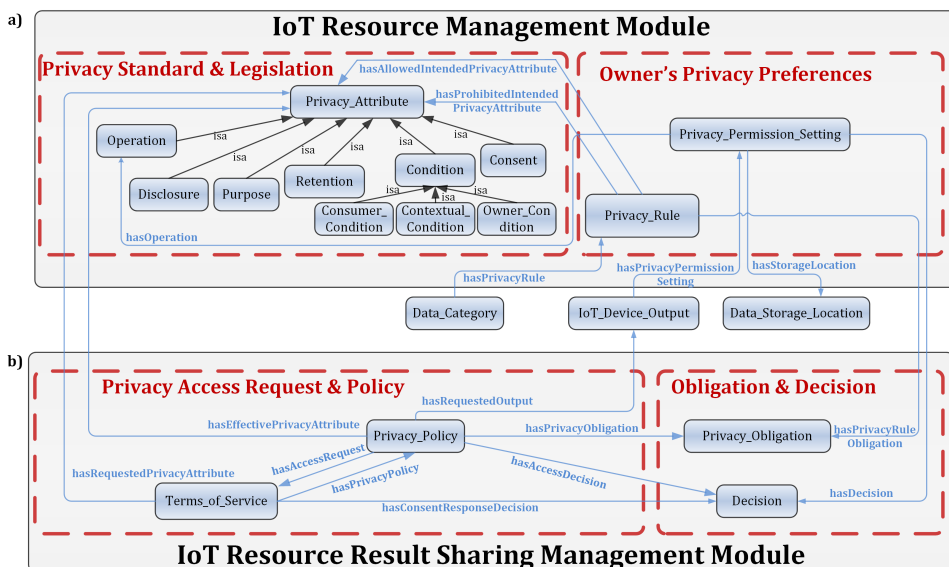 a)
IoT Resource Management Module
Privacy Standard & Legislation
hasAllowedIntendedPrivacyAttribute
Owner's Privacy Preferences
Privacy_Attribute
hasProhibitedIntended
PrivacyAttribute
Operation
isa
isa
isa
isa
isa
isa
Privacy_Permission_Setting
Disclosure
Purpose
Retention
Condition
Consent
isa
isa
isa
Consumer_
Condition
Contextual_
Condition
Owner_Con
dition
Privacy_Rule
hasOperation
hasPrivacyRule
hasPrivacyPermission
Setting
hasStorageLocation
Data_Category
IoT_Device_Output
Data_Storage_Location
b)
Privacy Access Request & Policy
Obligation & Decision
hasRequestedOutput
hasEffectivePrivacyAttribute
Privacy_Policy
hasPrivacyObligation
Privacy_Obligation
hasPrivacyRule
Obligation
hasRequestedPrivacyAttribute
hasAccessRequest
hasPrivacyPolicy
hasAccessDecision
Terms_of_Service
hasConsentResponseDecision
Decision
hasDecision
IoT Resource Result Sharing Management Module